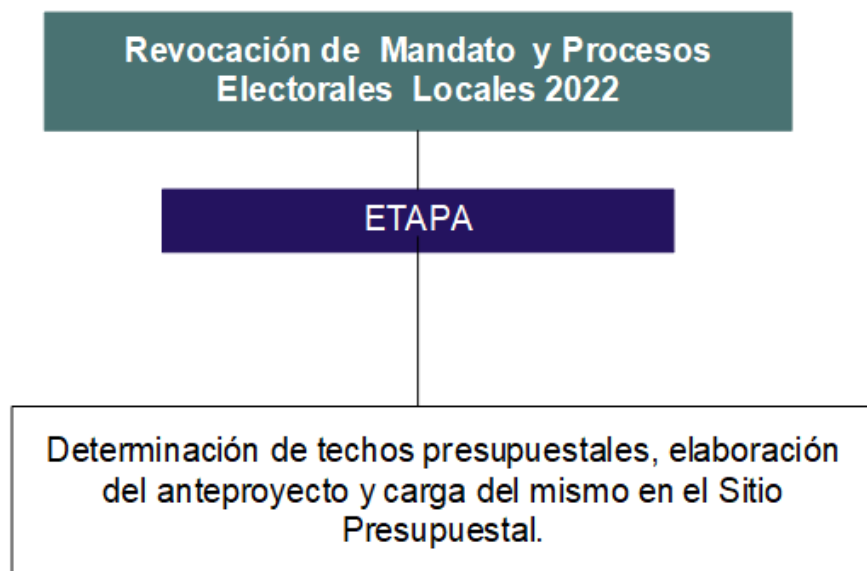 Revocación de Mandato y Procesos
Electorales Locales 2022
ETAPA
Determinación de techos presupuestales, elaboración
del anteproyecto y carga del mismo en el Sitio
Presupuestal.